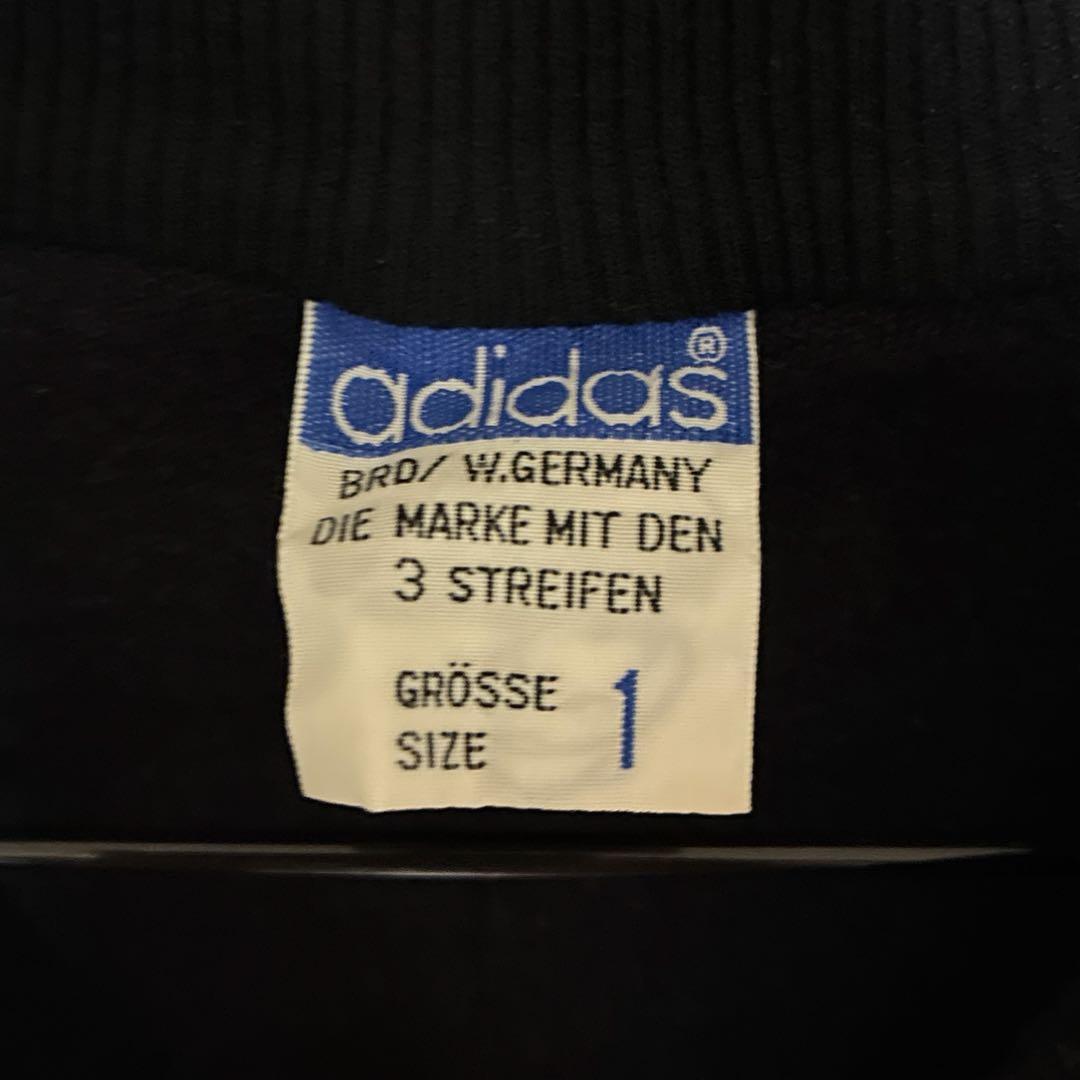 adidas®
BRD/ W.GERMANY
DIE MARKE MIT DEN
3 STREIFEN
GRÖSSE 1
SIZE